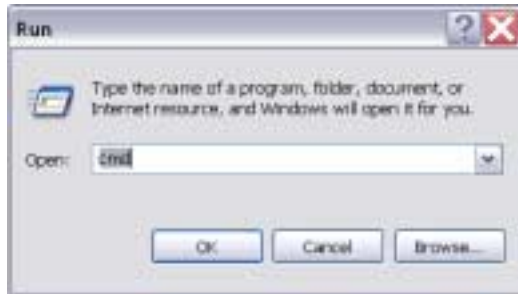 Run
Type the name of a program, folder, document, or
Internet resource, and Windows will open it for you.
Open: cmd
OK Cancel Browse...